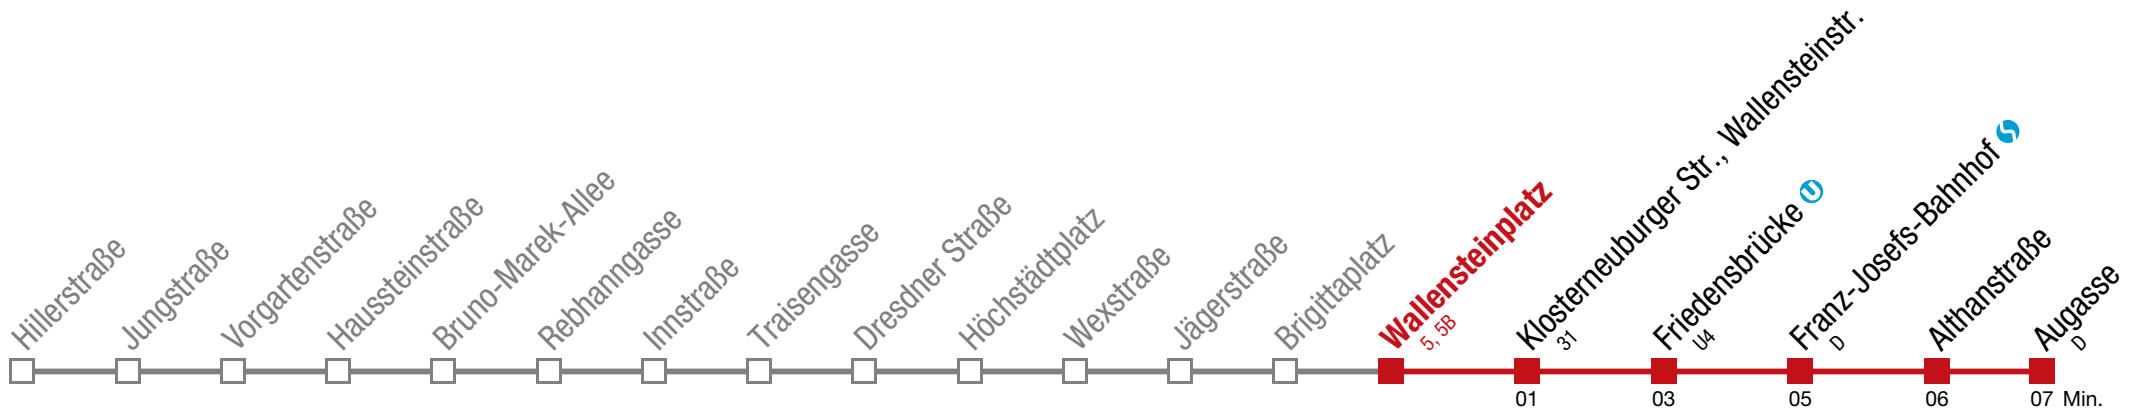 Hillerstraße
Jungstraße
Vorgartenstraße
Haussteinstraße
Bruno-Marek-Allee
Rebhanngasse
Innstraße
Traisengasse
Dresdner Straße
Höchstädtplatz
Wexstraße
Jägerstraße
Brigittaplatz
Wallensteinplatz
5, 5B
Klosterneuburger Str., Wallensteinstr.
31
Friedensbrücke U
U4
Franz-Josefs-Bahnhof S
D
Althanstraße
Augasse
D
01 03 05 06 07 Min.